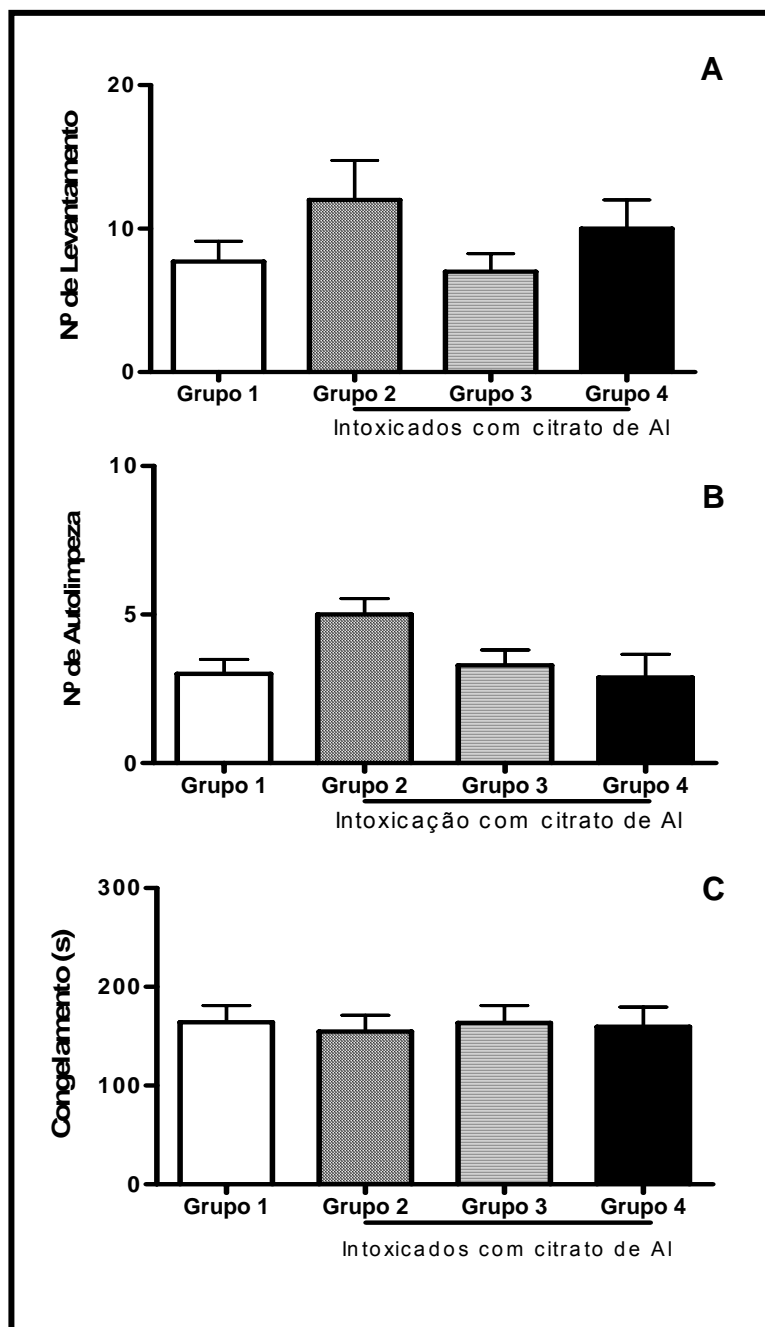 A
Nº de Levantamento
20
10
0
Grupo 1 Grupo 2 Grupo 3 Grupo 4
Intoxicados com citrato de Al
B
Nº de Autolimpeza
10
5
0
Grupo 1 Grupo 2 Grupo 3 Grupo 4
Intoxicação com citrato de Al
C
Congelamento (s)
300
200
100
0
Grupo 1 Grupo 2 Grupo 3 Grupo 4
Intoxicados com citrato de Al